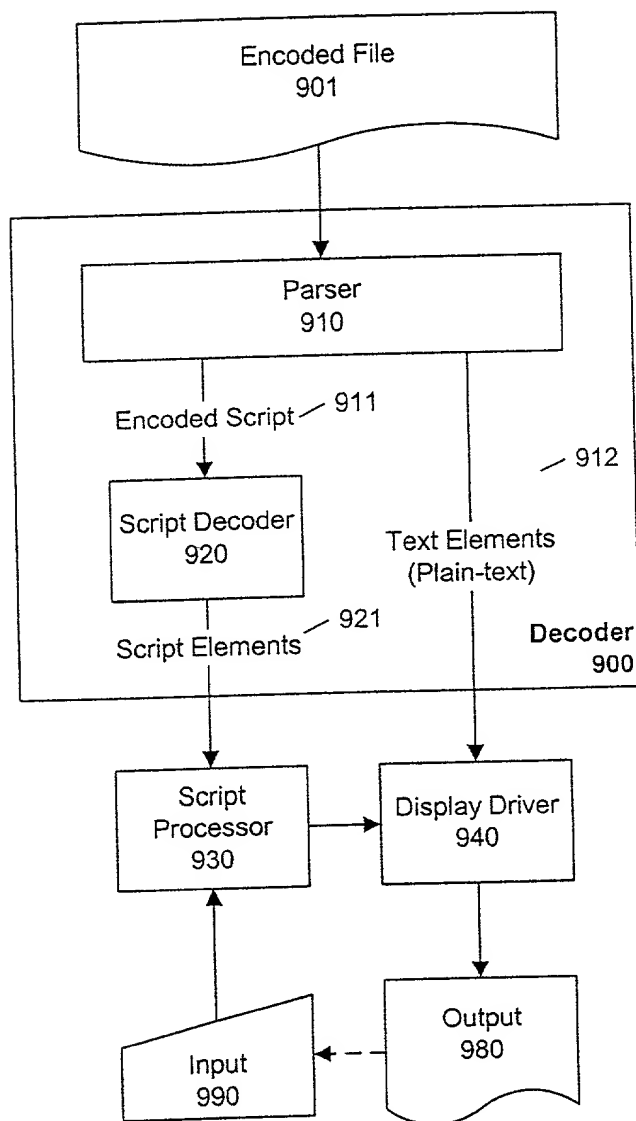 Encoded File
901
Parser
910
Encoded Script
911
912
Script Decoder
920
Text Elements
(Plain-text)
Script Elements
921
Decoder
900
Script
Processor
930
Display Driver
940
Input
990
Output
980